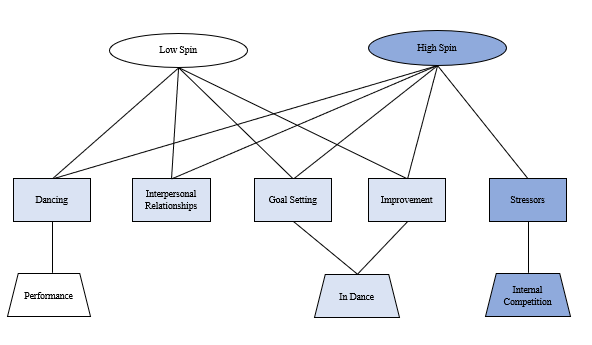 Low Spin
High Spin
Dancing
Interpersonal
Relationships
Goal Setting
Improvement
Stressors
Performance
In Dance
Internal
Competition